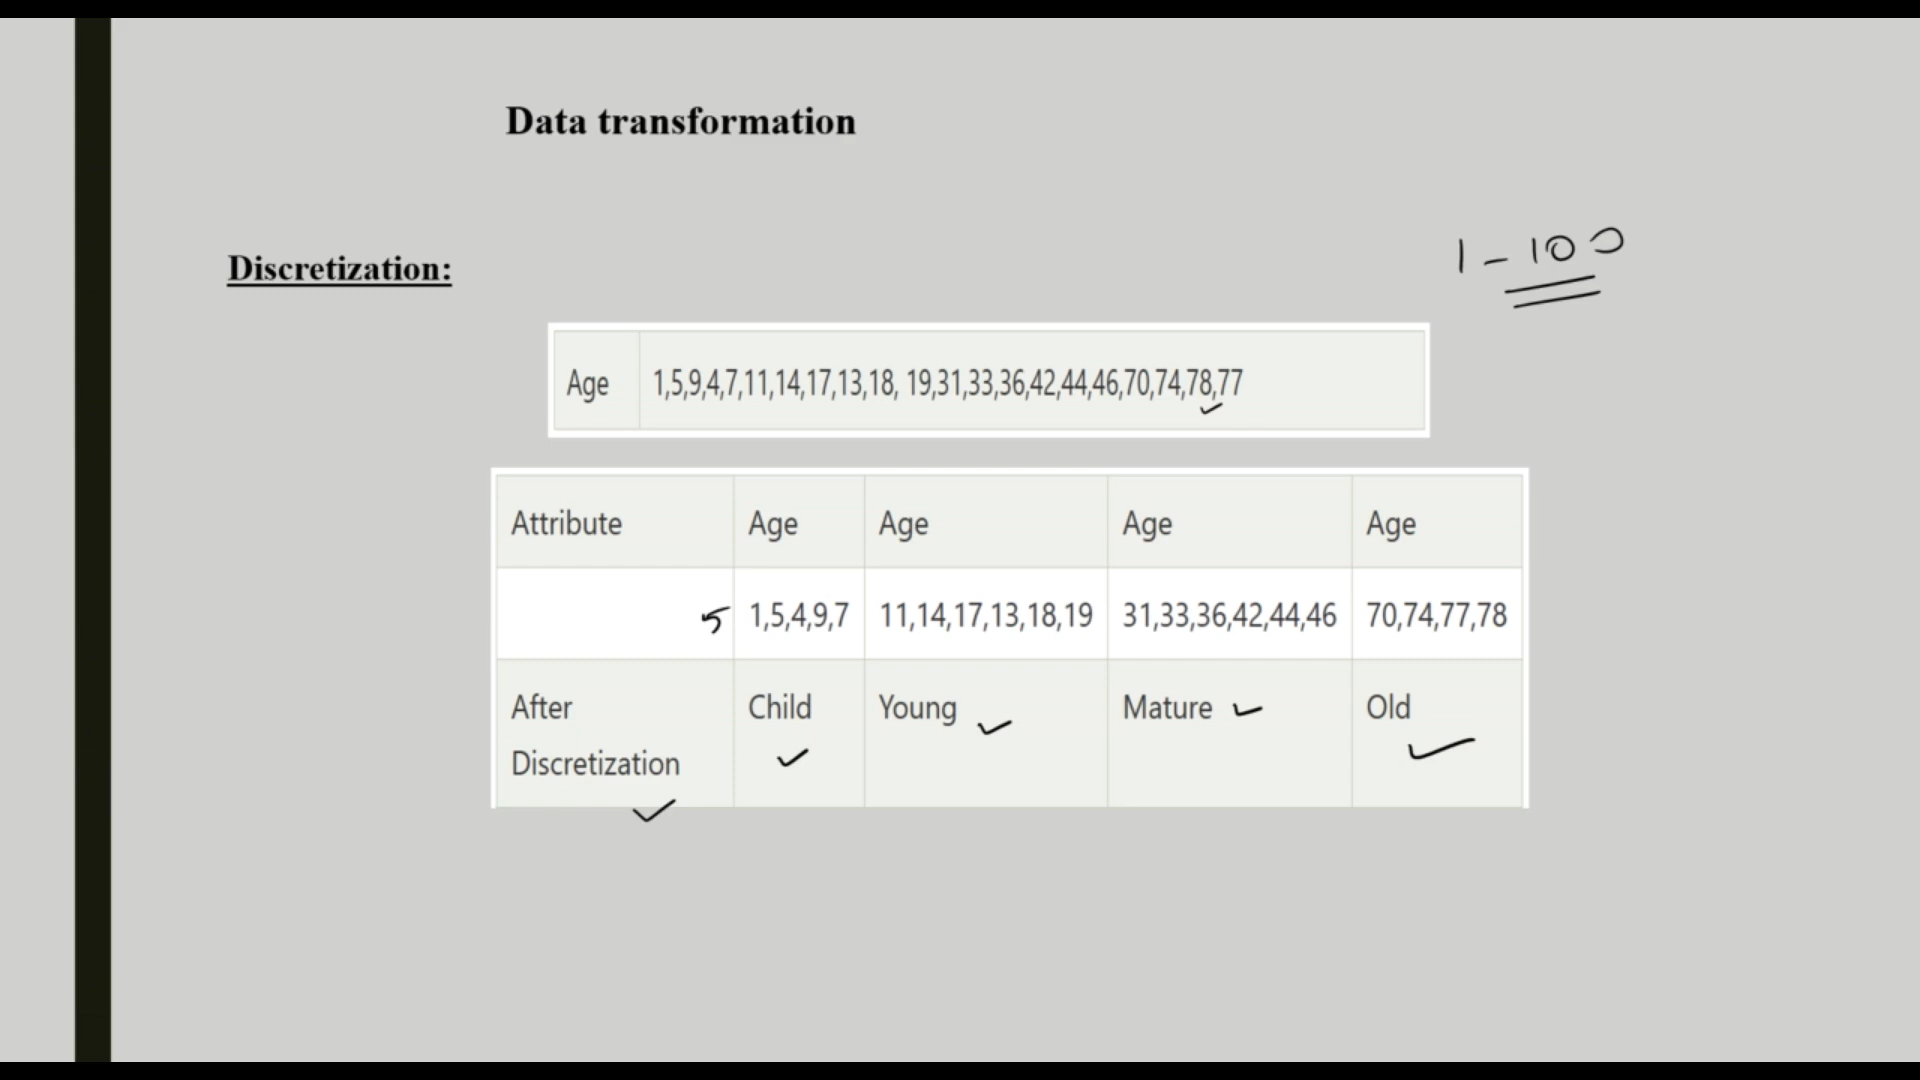 Data transformation
1 - 100
Discretization:
Age 1,5,9,4,7,11,14,17,13,18, 19,31,33,36,42,44,46,70,74,78,77
Attribute Age Age Age Age
5 1,5,4,9,7 11,14,17,13,18,19 31,33,36,42,44,46 70,74,77,78
After Child Young Mature Old
Discretization